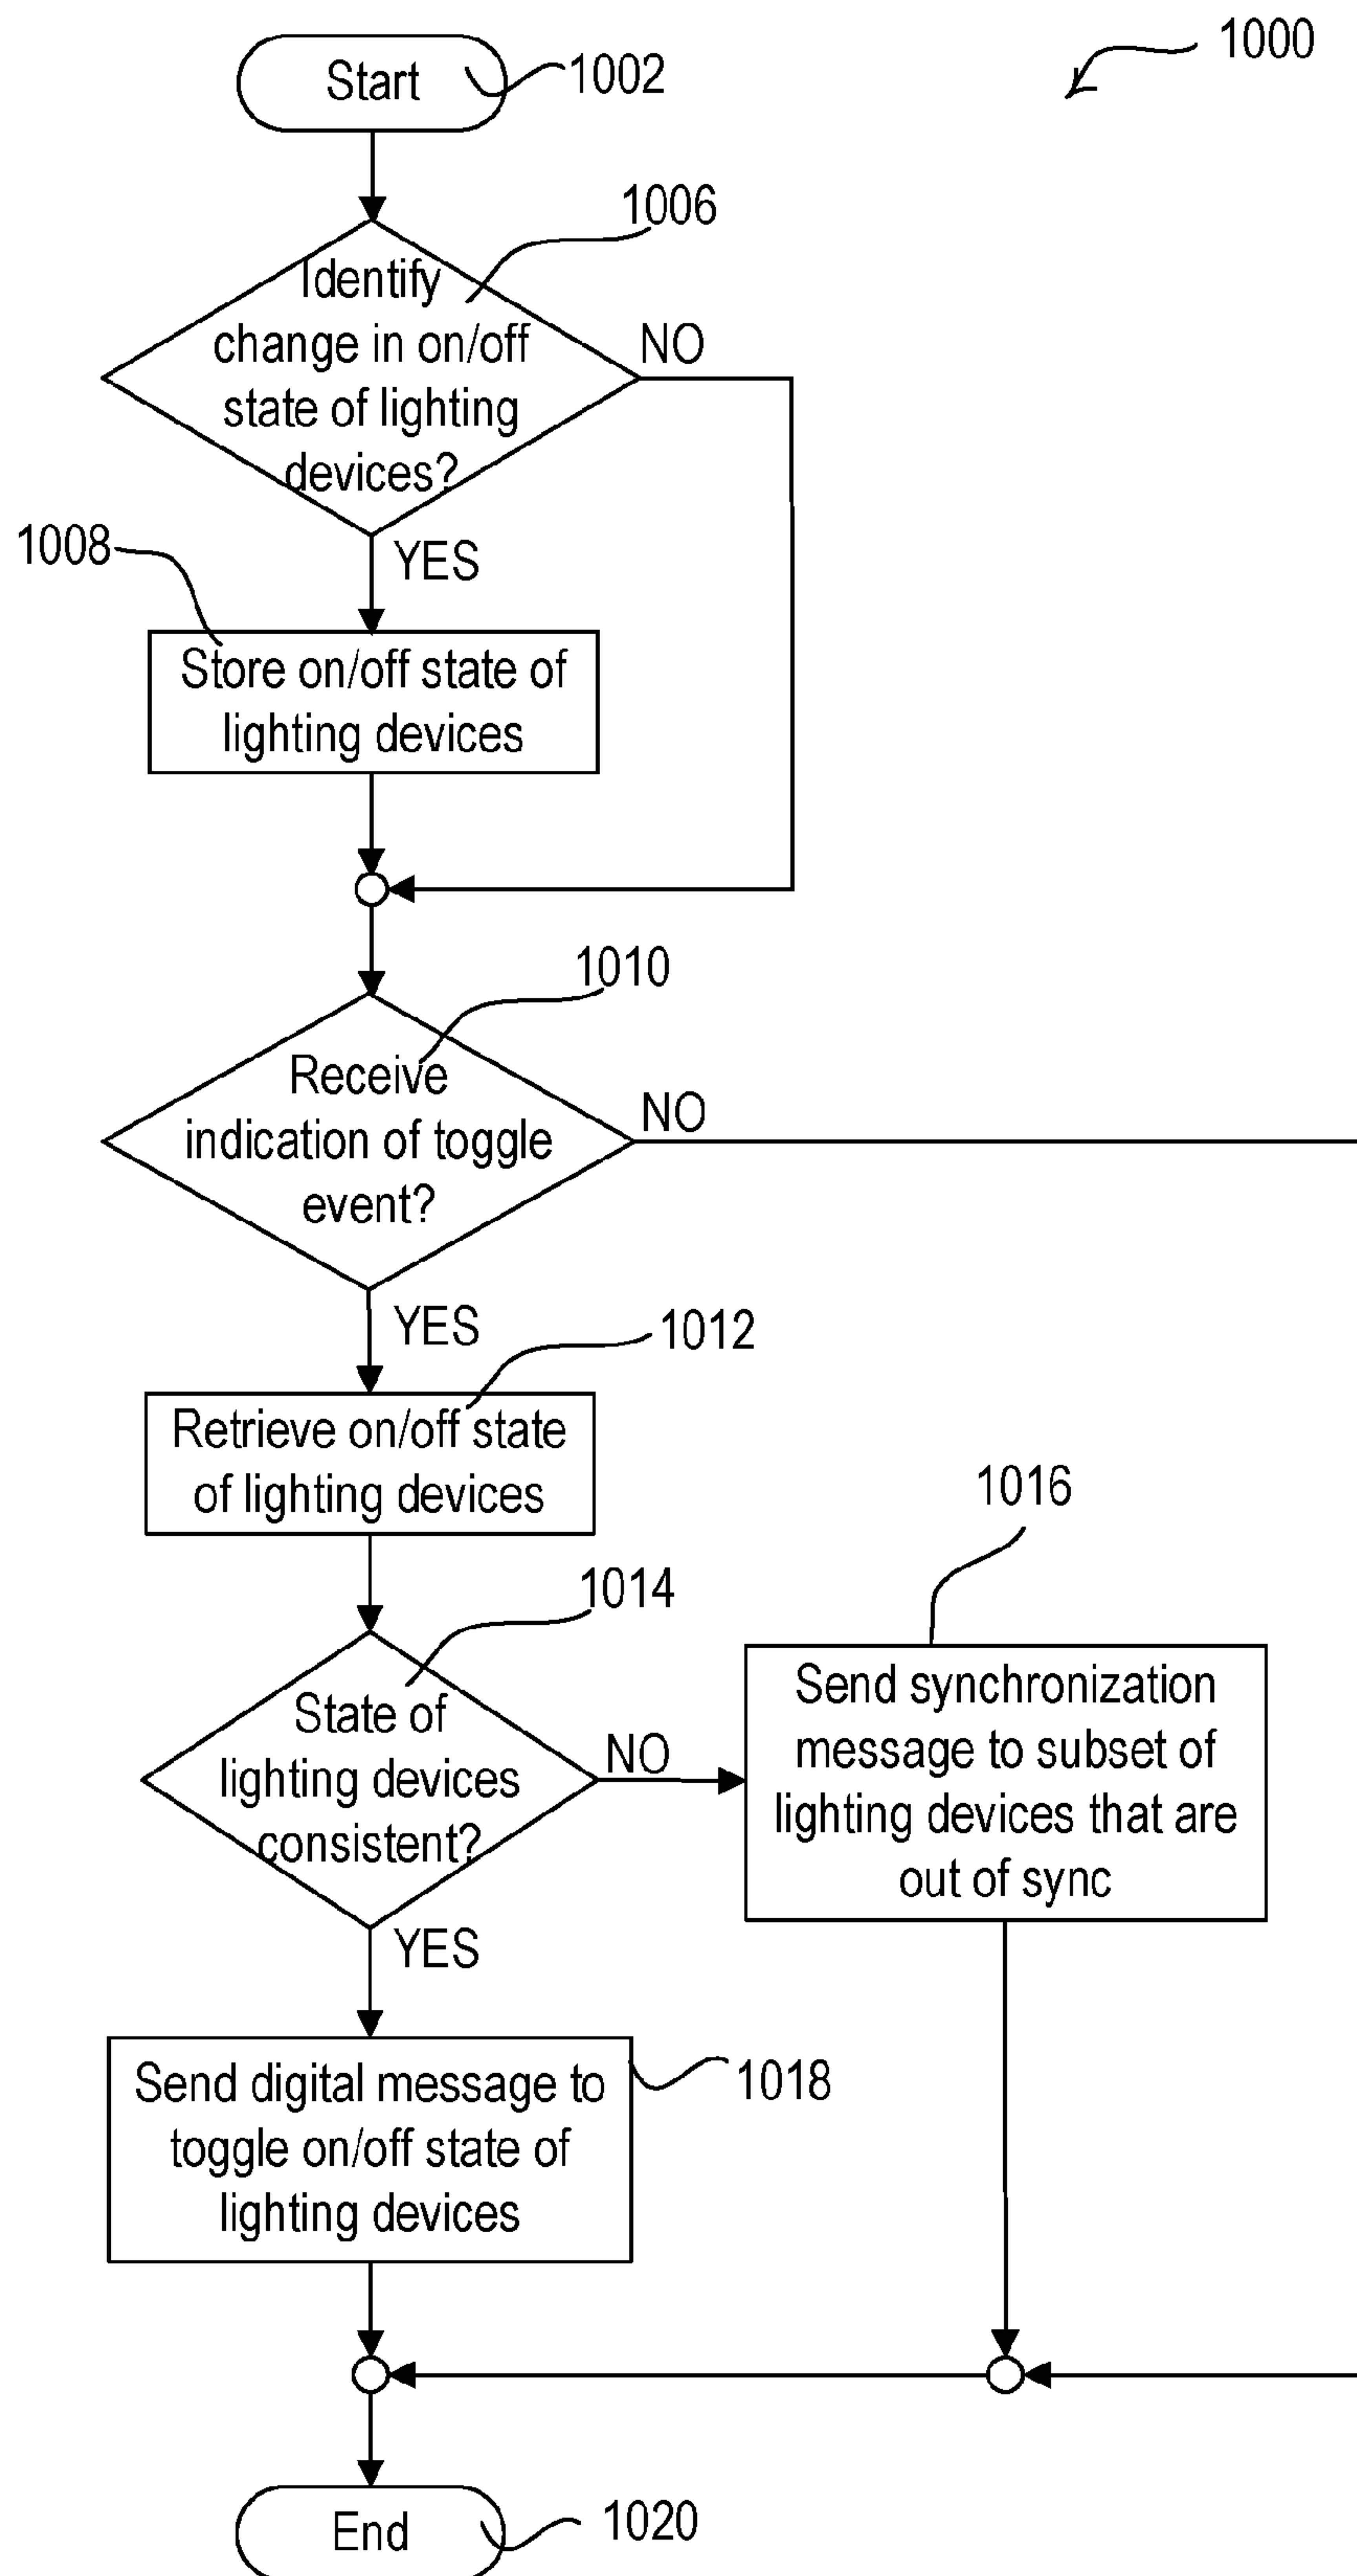 1000
Start
1002
1006
Identify
change in on/off
state of lighting
devices?
NO
YES
1008
Store on/off state of
lighting devices
1010
Receive
indication of toggle
event?
NO
YES
1012
Retrieve on/off state
of lighting devices
1014
State of
lighting devices
consistent?
NO
1016
Send synchronization
message to subset of
lighting devices that are
out of sync
YES
Send digital message to
toggle on/off state of
lighting devices
1018
End
1020